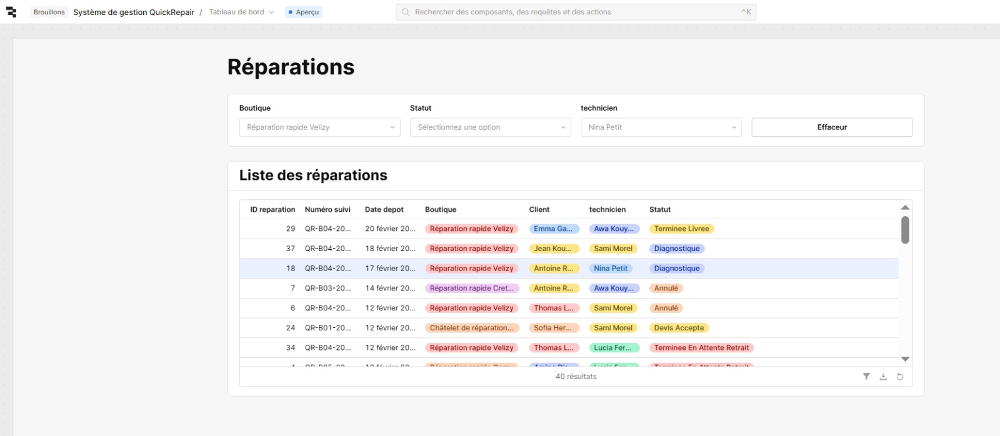 Brouillons Système de gestion QuickRepair / Tableau de bord Aperçu Rechercher des composants, des requêtes et des actions ^K
Réparations
Boutique Statut technicien
Réparation rapide Velizy Sélectionnez une option Nina Petit Effaceur
Liste des réparations
ID reparation Numéro suivi Date depot Boutique Client technicien Statut
29 QR-B04-20... 20 février 20... Réparation rapide Velizy Emma Ga... Awa Kouy... Terminee Livree
37 QR-B04-20... 18 février 20... Réparation rapide Velizy Jean Kou... Sami Morel Diagnostique
18 QR-B04-20... 17 février 20... Réparation rapide Velizy Antoine R... Nina Petit Diagnostique
7 QR-B03-20... 14 février 20... Réparation rapide Cret... Antoine R... Awa Kouy... Annulé
6 QR-B04-20... 12 février 20... Réparation rapide Velizy Thomas L... Sami Morel Annulé
24 QR-B01-20... 12 février 20... Châtelet de réparation... Sofia Her... Sami Morel Devis Accepte
34 QR-B04-20... 12 février 20... Réparation rapide Velizy Thomas L... Lucia Fer... Terminee En Attente Retrait
40 résultats